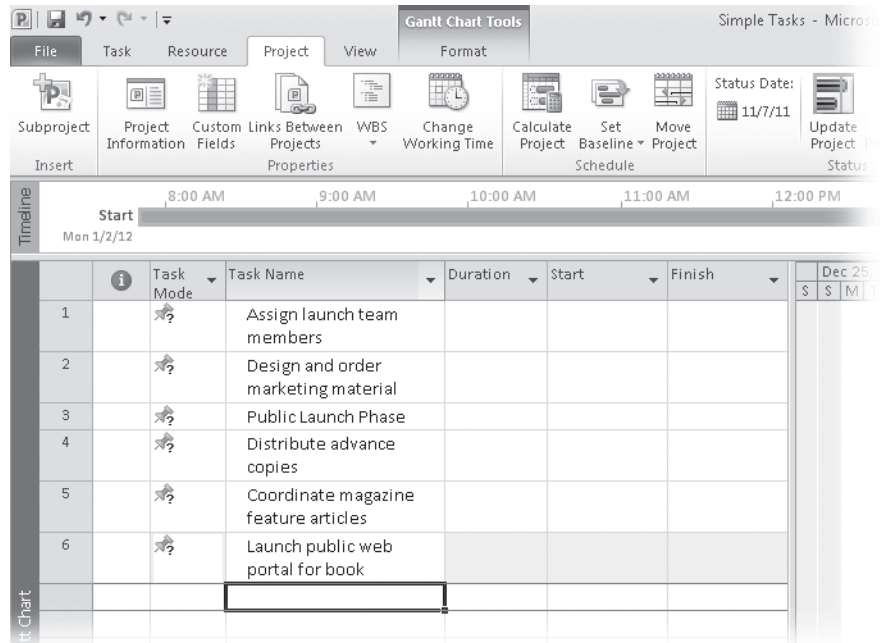 Gantt Chart Tools
Simple Tasks - Micros
File Task Resource Project View Format
Subproject
Project Information
Custom Fields
Links Between Projects
WBS
Change Working Time
Calculate Project
Set Baseline
Move Project
Status Date:
11/7/11
Update Project
Insert Properties Schedule Status
Timeline
8:00 AM 9:00 AM 10:00 AM 11:00 AM 12:00 PM
Start
Mon 1/2/12
Task Mode Task Name Duration Start Finish
Dec 25,
S S M T
1 Assign launch team
members
2 Design and order
marketing material
3 Public Launch Phase
4 Distribute advance
copies
5 Coordinate magazine
feature articles
6 Launch public web
portal for book
tt Chart